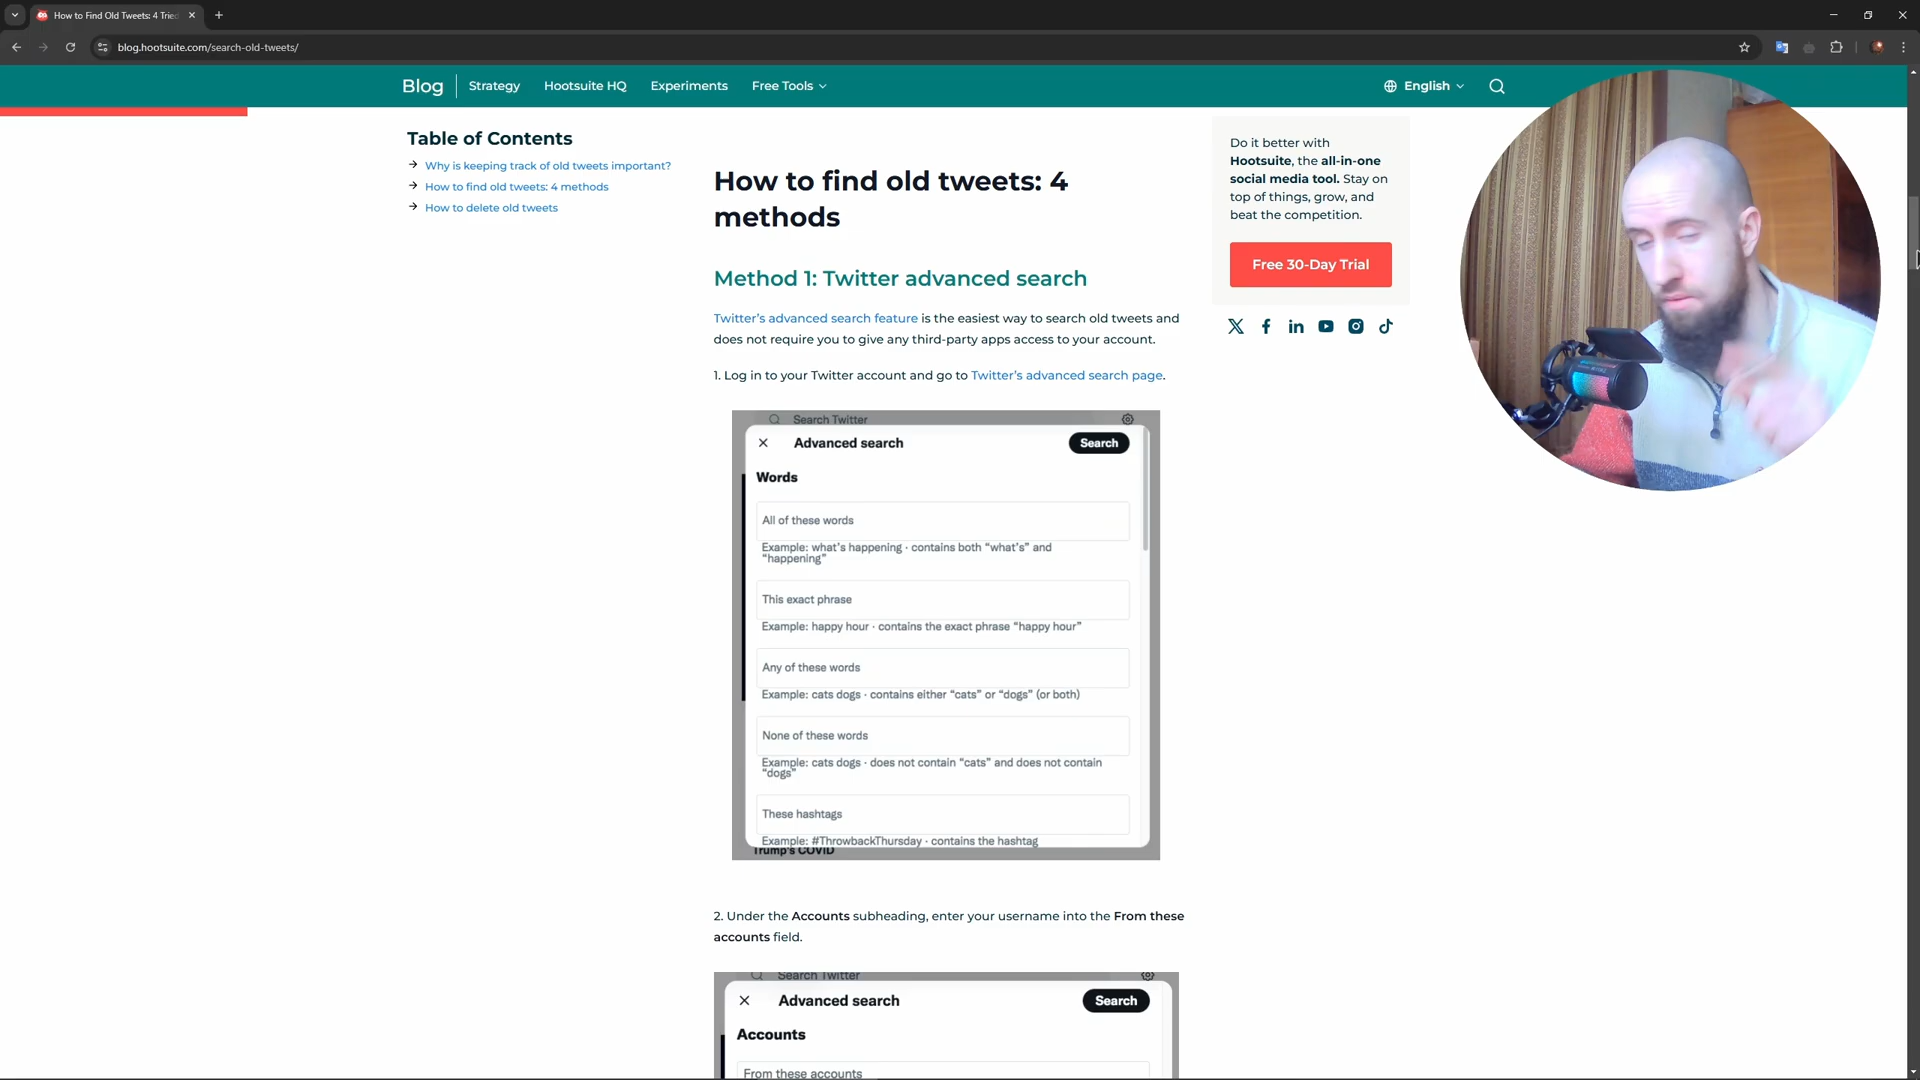 How to Find Old Tweets: 4 Tried
blog.hootsuite.com/search-old-tweets/
Blog
Strategy
Hootsuite HQ
Experiments
Free Tools
English
Table of Contents
Why is keeping track of old tweets important?
How to find old tweets: 4 methods
How to delete old tweets
How to find old tweets: 4
methods
Method 1: Twitter advanced search
Twitter’s advanced search feature is the easiest way to search old tweets and
does not require you to give any third-party apps access to your account.
1. Log in to your Twitter account and go to Twitter’s advanced search page.
Search Twitter
Advanced search
Search
Words
All of these words
Example: what’s happening · contains both “what’s” and
“happening”
This exact phrase
Example: happy hour · contains the exact phrase “happy hour”
Any of these words
Example: cats dogs · contains either “cats” or “dogs” (or both)
None of these words
Example: cats dogs · does not contain “cats” and does not contain
“dogs”
These hashtags
Example: #ThrowbackThursday · contains the hashtag
Trump's COVID
2. Under the Accounts subheading, enter your username into the From these
accounts field.
Search Twitter
Advanced search
Search
Accounts
From these accounts
Do it better with
Hootsuite, the all-in-one
social media tool. Stay on
top of things, grow, and
beat the competition.
Free 30-Day Trial